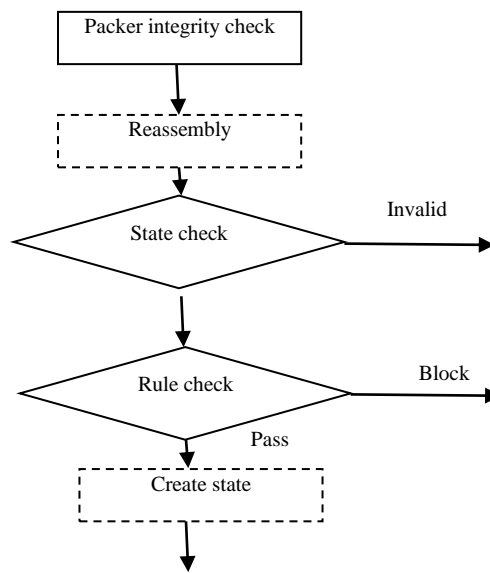 Packer integrity check
Reassembly
Invalid
State check
Block
Rule check
Pass
Create state